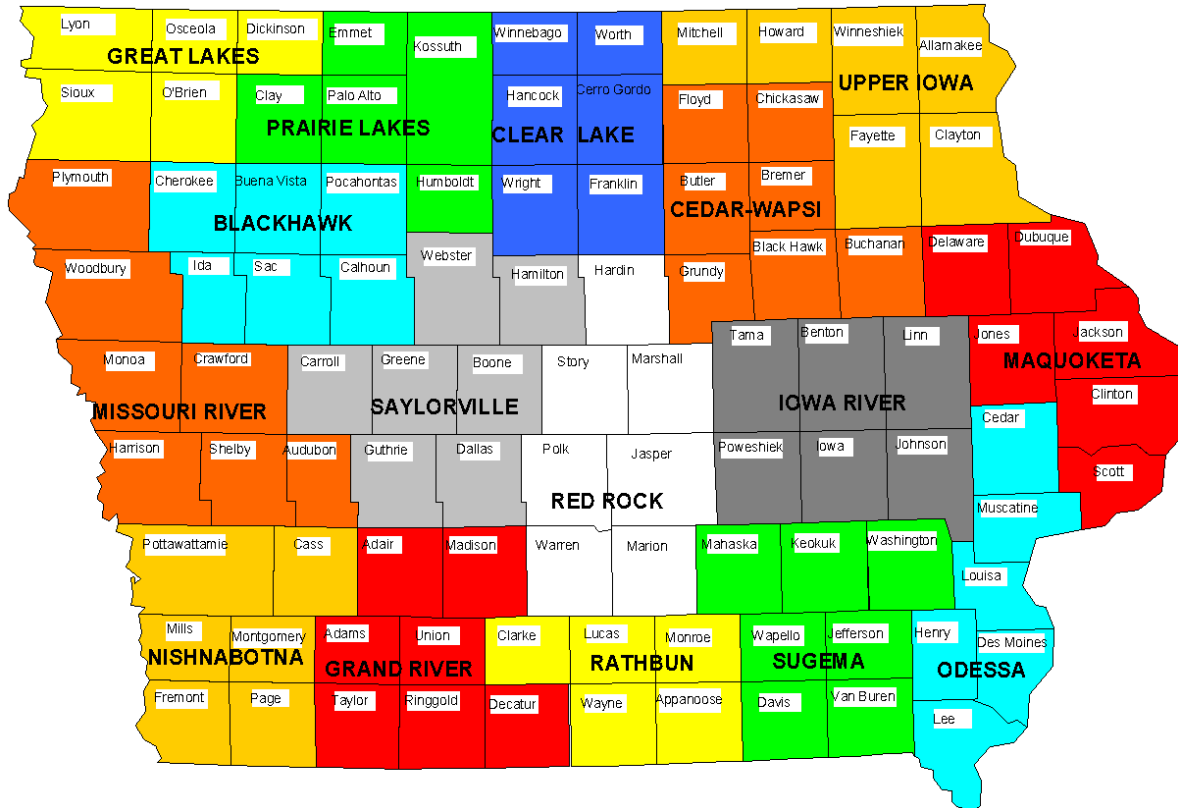 Lyon
Osceola
Dickinson
Emmet
Kossuth
Winnebago
Worth
Mitchell
Howard
Winneshiek
Allamakee
GREAT LAKES
UPPER IOWA
Sioux
O'Brien
Clay
Palo Alto
Hancock
Cerro Gordo
Floyd
Chickasaw
PRAIRIE LAKES
CLEAR LAKE
Fayette
Clayton
Plymouth
Cherokee
Buena Vista
Pocahontas
Humboldt
Wright
Franklin
Butler
Bremer
BLACKHAWK
CEDAR-WAPSI
Woodbury
Ida
Sac
Calhoun
Webster
Hamilton
Hardin
Grundy
Black Hawk
Buchanan
Delaware
Dubuque
Monoa
Crawford
Carroll
Greene
Boone
Story
Marshall
Tama
Benton
Linn
Jones
Jackson
MAQUOKETA
MISSOURI RIVER
SAYLORVILLE
IOWA RIVER
Clinton
Cedar
Harrison
Shelby
Audubon
Guthrie
Dallas
Polk
Jasper
Poweshiek
Iowa
Johnson
Scott
RED ROCK
Muscatine
Pottawattamie
Cass
Adair
Madison
Warren
Marion
Mahaska
Keokuk
Washington
Louisa
Mills
Montgomery
Adams
Union
Clarke
Lucas
Monroe
Wapello
Jefferson
Henry
Des Moines
NISHNABOTNA
GRAND RIVER
RATHBUN
SUGEMA
ODESSA
Fremont
Page
Taylor
Ringgold
Decatur
Wayne
Appanoose
Davis
Van Buren
Lee